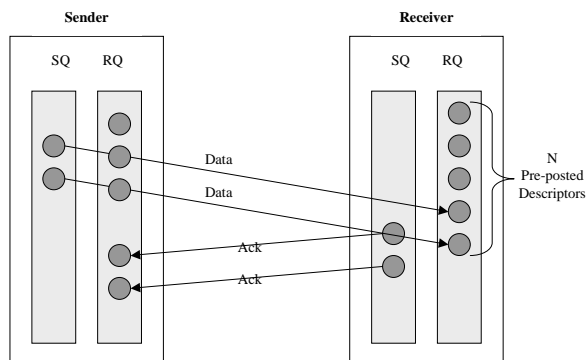 Sender
Receiver
SQ
RQ
SQ
RQ
Data
Data
Ack
Ack
N
Pre-posted
Descriptors